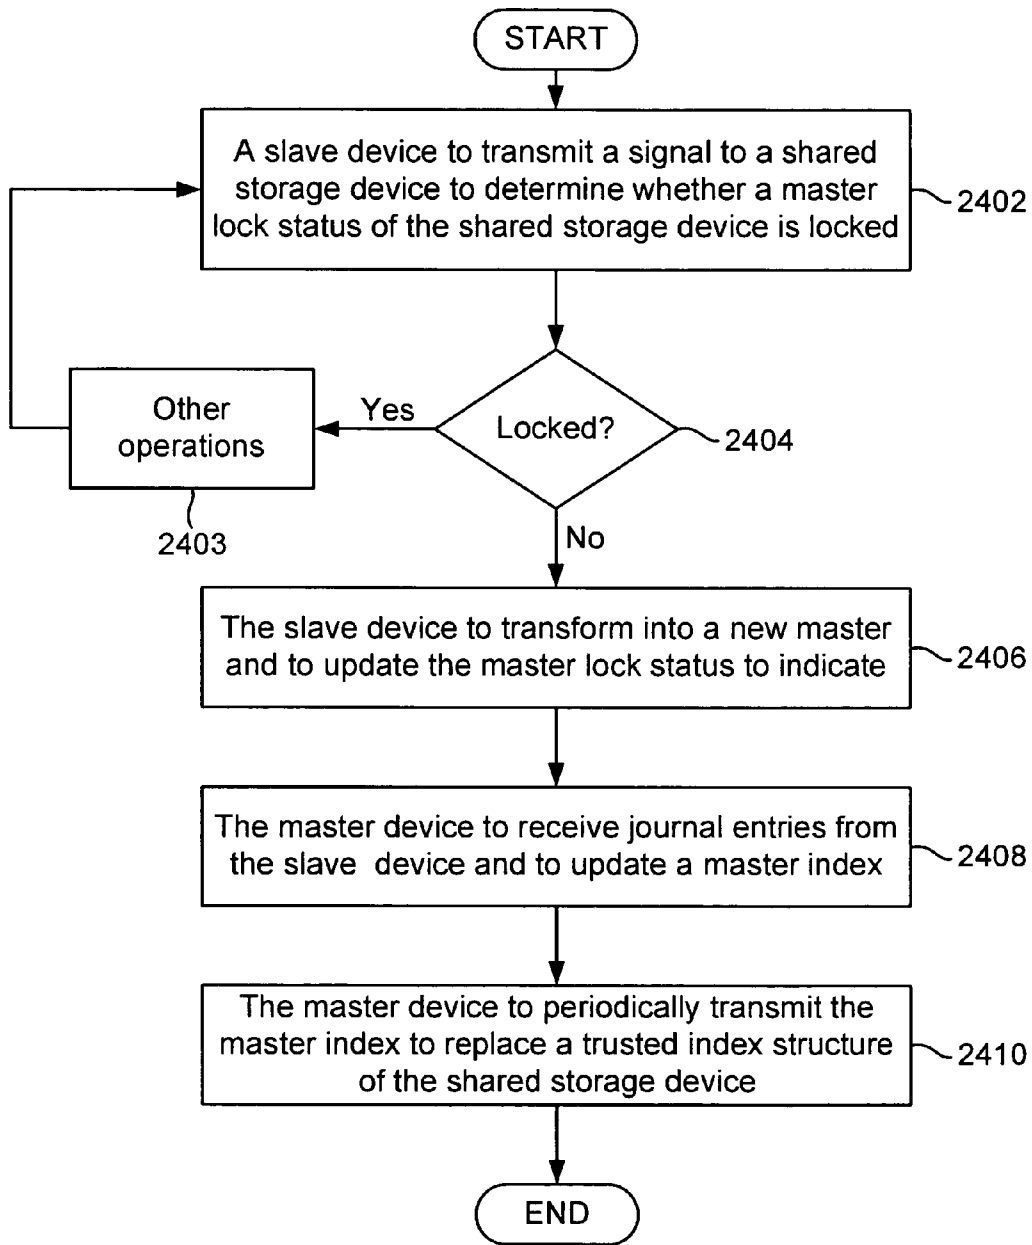 START
A slave device to transmit a signal to a shared
storage device to determine whether a master
lock status of the shared storage device is locked
2402
Other
operations
2403
Yes
Locked?
2404
No
The slave device to transform into a new master
and to update the master lock status to indicate
2406
The master device to receive journal entries from
the slave device and to update a master index
2408
The master device to periodically transmit the
master index to replace a trusted index structure
of the shared storage device
2410
END